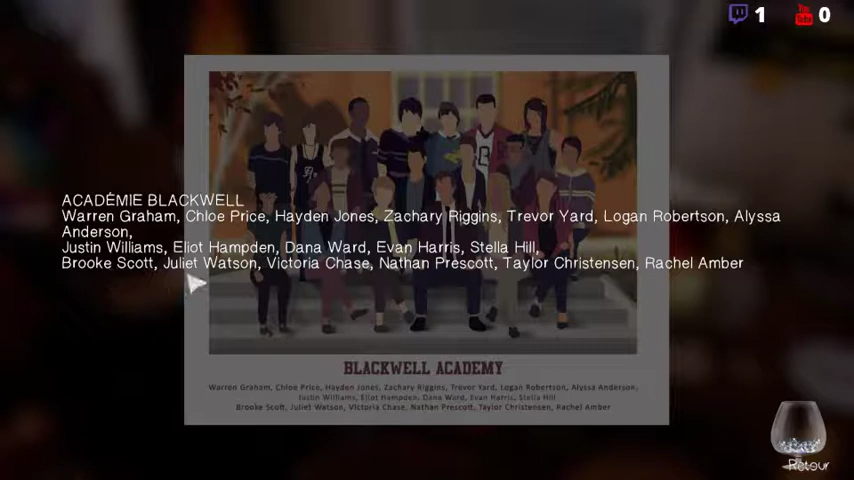 1 0
ACADÉMIE BLACKWELL
Warren Graham, Chloe Price, Hayden Jones, Zachary Riggins, Trevor Yard, Logan Robertson, Alyssa
Anderson,
Justin Williams, Eliot Hampden, Dana Ward, Evan Harris, Stella Hill,
Brooke Scott, Juliet Watson, Victoria Chase, Nathan Prescott, Taylor Christensen, Rachel Amber
BLACKWELL ACADEMY
Warren Graham, Chloe Price, Hayden Jones, Zachary Riggins, Trevor Yard, Logan Robertson, Alyssa Anderson,
Justin Williams, Eliot Hampden, Dana Ward, Evan Harris, Stella Hill
Brooke Scott, Juliet Watson, Victoria Chase, Nathan Prescott, Taylor Christensen, Rachel Amber
Retour